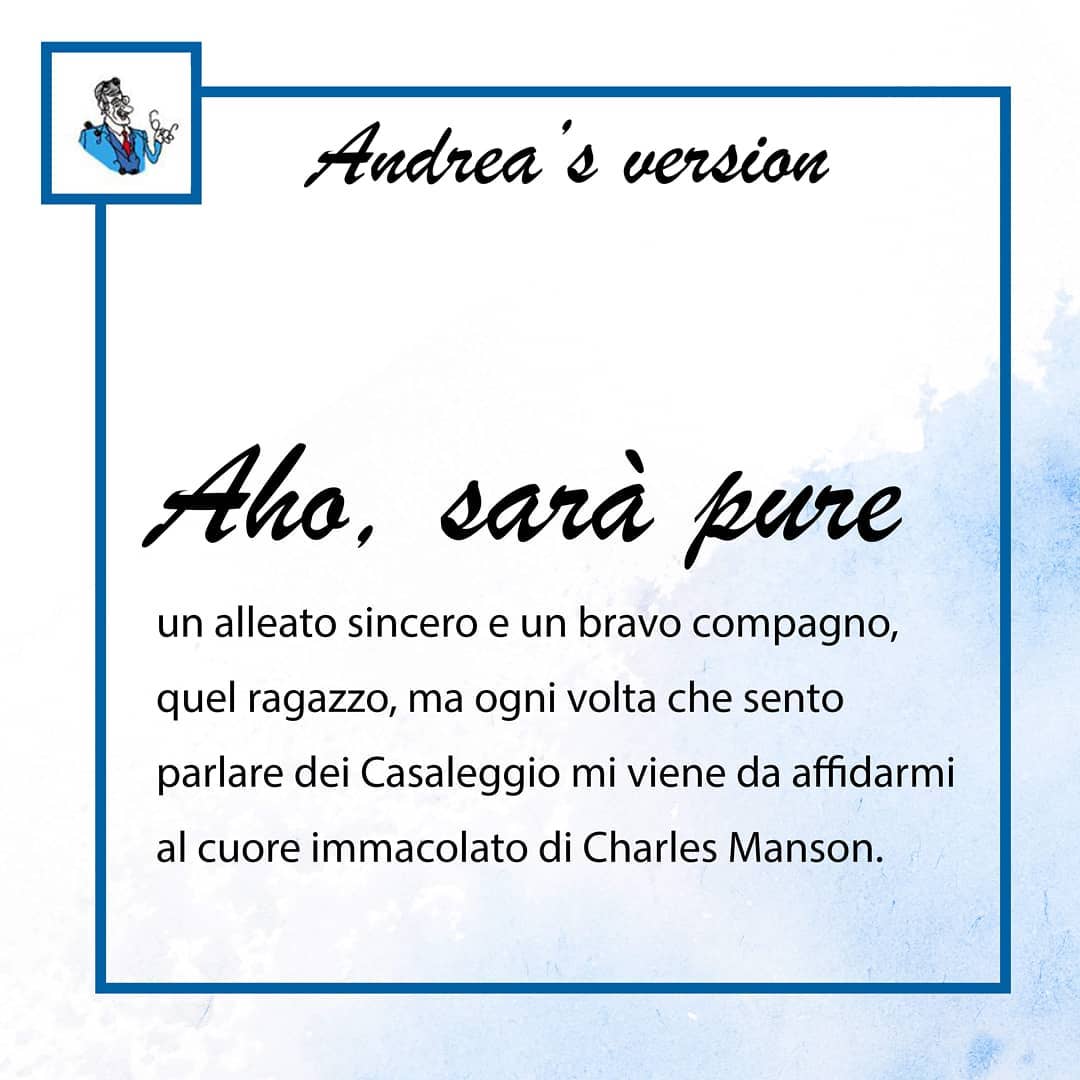 Andrea's version
Aho, sarà pure
un alleato sincero e un bravo compagno,
quel ragazzo, ma ogni volta che sento
parlare dei Casaleggio mi viene da affidarmi
al cuore immacolato di Charles Manson.